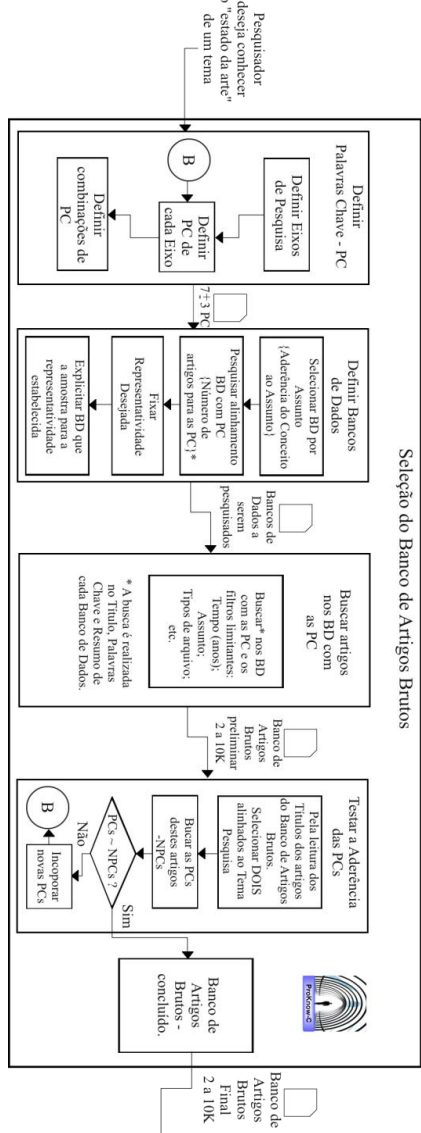 Seleção do Banco de Artigos Brutos
Pesquisador
deseja conhecer
o "estado da arte"
de um tema
Definir
Palavras Chave - PC
Definir Eixos
de Pesquisa
B
Definir
PC de
cada Eixo
Definir
combinações de
PC
7±3 PC
Definir Bancos
de Dados
Selecionar BD por
Assunto
{Aderência do Conceito
ao Assunto}
Pesquisar alinhamento
BD com PC
{Número de
artigos para as PC}*
Fixar
Representatividade
Desejada
Explicitar BD que
a amostra para a
representatividade
estabelecida
Bancos de
Dados a
serem
pesquisados
Buscar artigos
nos BD com
as PC
Buscar* nos BD
com as PC e os
filtros limitantes:
Tempo (anos);
Assunto;
Tipos de arquivo;
etc.
* A busca é realizada
no Titulo, Palavras
Chave e Resumo de
cada Banco de Dados.
Banco de
Artigos
Brutos
preliminar
2 a 10K
Testar a Aderência
das PCs
Pela leitura dos
Títulos dos artigos
do Banco de Artigos
Brutos.
Selecionar DOIS
alinhados ao Tema
Pesquisa
Bucar as PCs
destes artigos
-NPCs
PCs ~ NPCs ?
Sim
Não
Incoporar
novas PCs
B
ProKnow-C
Banco de
Artigos
Brutos -
concluído.
Banco de
Artigos
Brutos
Final
2 a 10K